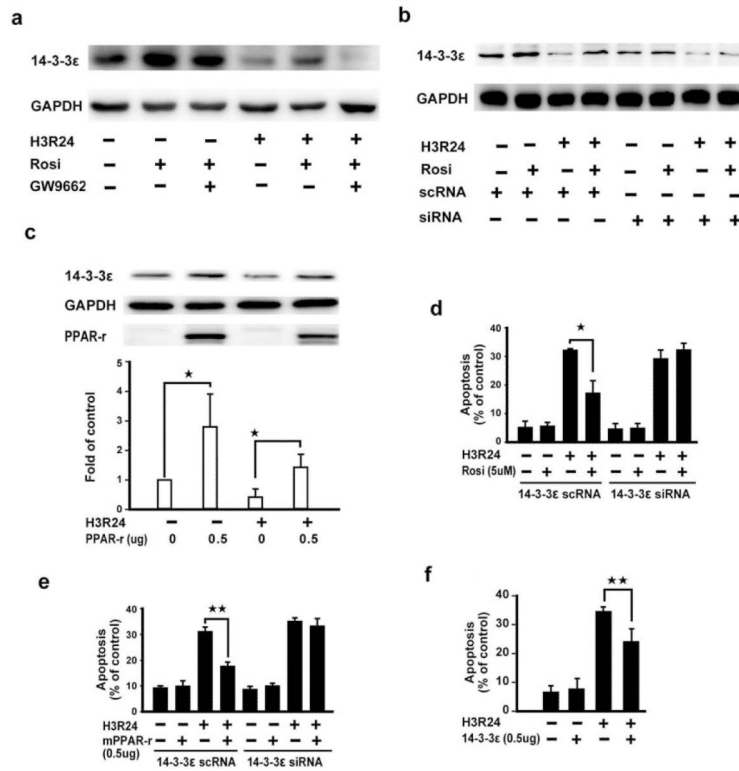 a
14-3-3ε
GAPDH
H3R24 – – – + + +
Rosi – + + – + +
GW9662 – – + – – +
b
14-3-3ε
GAPDH
H3R24 – – + + – – + +
Rosi – + – + – + – +
scRNA + + + + – – – –
siRNA – – – – + + + +
c
14-3-3ε
GAPDH
PPAR-r
Fold of control
5
4
3
2
1
0
★
★
H3R24 – – + +
PPAR-r (ug) 0 0.5 0 0.5
d
Apoptosis
(% of control)
40
30
20
10
0
★
H3R24 – – + + – – + +
Rosi (5uM) – + – + – + – +
14-3-3ε scRNA 14-3-3ε siRNA
e
Apoptosis
(% of control)
40
30
20
10
0
★★
H3R24 – – + + – – + +
mPPAR-r – + – + – + – +
(0.5ug)
14-3-3ε scRNA 14-3-3ε siRNA
f
Apoptosis
(% of control)
40
30
20
10
0
★★
H3R24 – – + +
14-3-3ε (0.5ug) – + – +